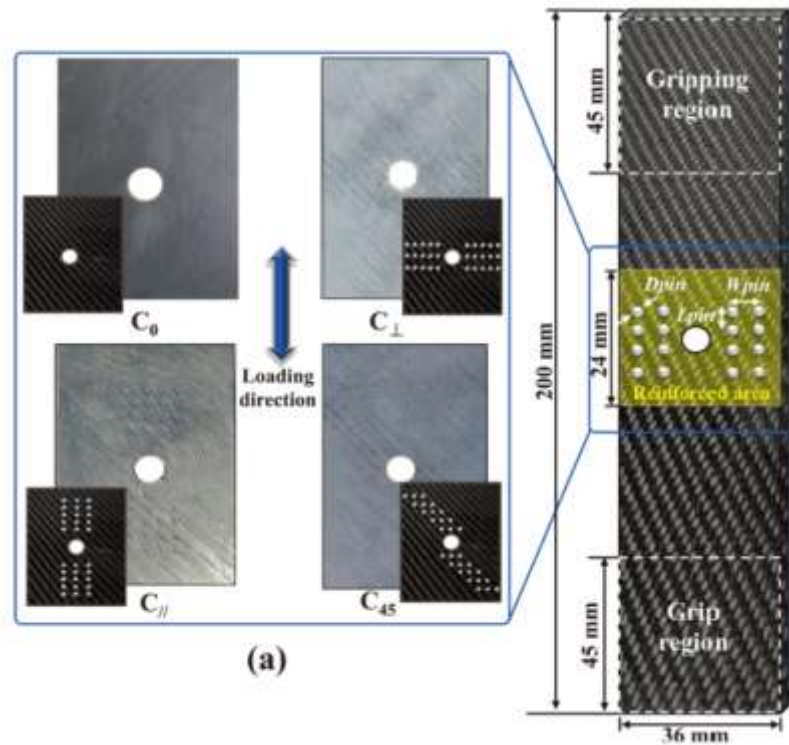 C₀
C⊥
Loading
direction
C//
C₄₅
(a)
45 mm
Gripping
region
200 mm
24 mm
Dpin
Wpin
Lpin
Reinforced area
45 mm
Grip
region
36 mm